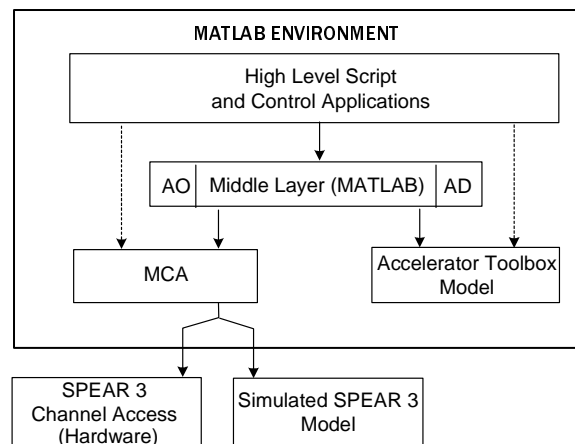 MATLAB ENVIRONMENT
High Level Script
and Control Applications
AO Middle Layer (MATLAB) AD
MCA
Accelerator Toolbox
Model
SPEAR 3
Channel Access
(Hardware)
Simulated SPEAR 3
Model